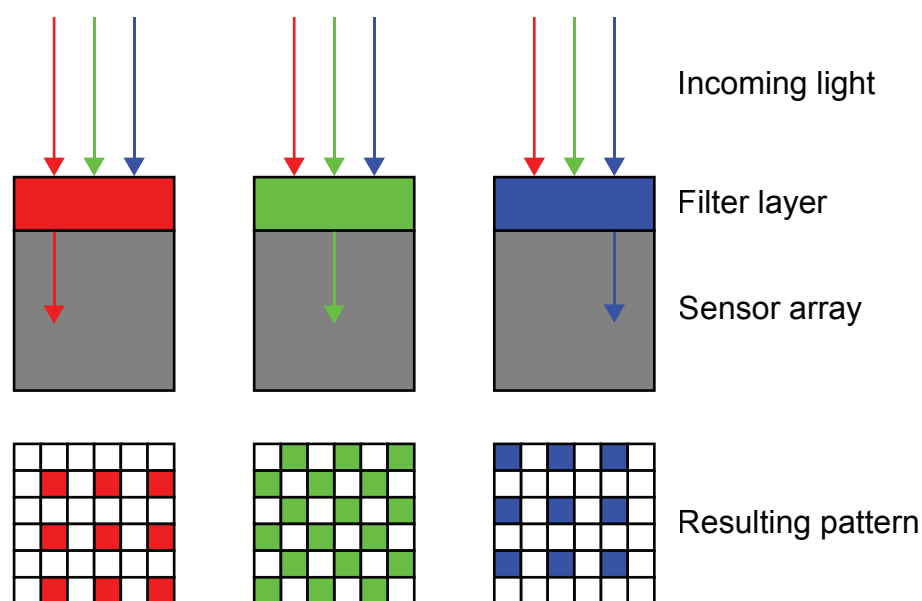 Incoming light
Filter layer
Sensor array
Resulting pattern